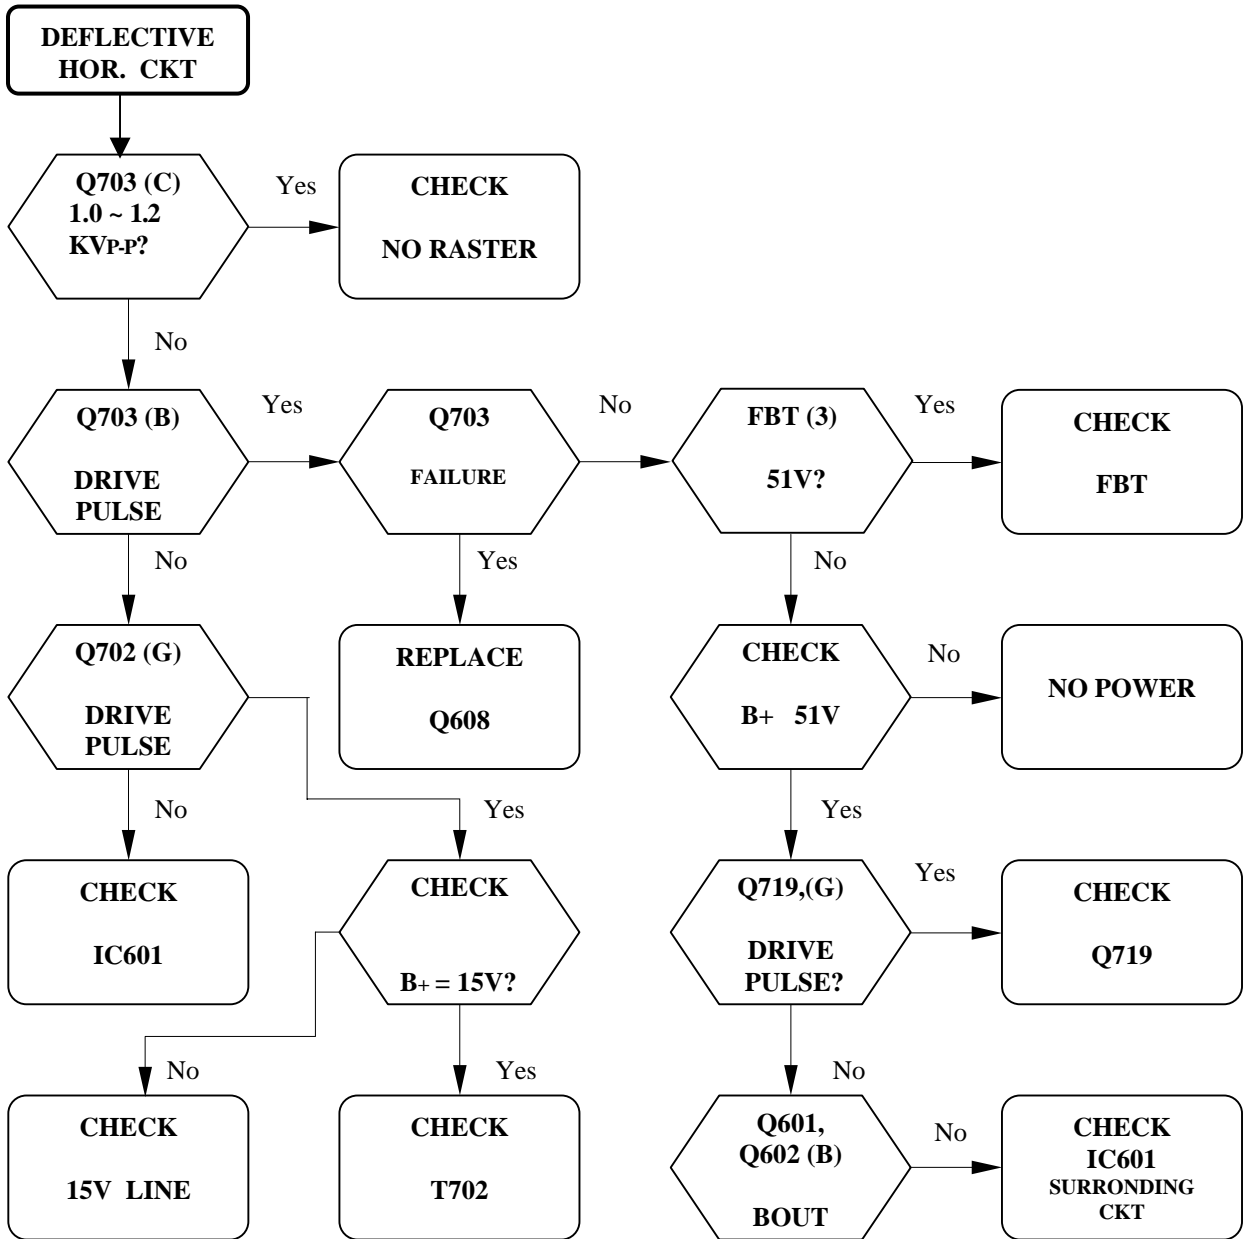 DEFLECTIVE
HOR. CKT
Q703 (C)
1.0 ~ 1.2
KVP-P?
Yes
CHECK
NO RASTER
No
Q703 (B)
DRIVE
PULSE
Yes
Q703
FAILURE
No
FBT (3)
51V?
Yes
CHECK
FBT
No
Yes
No
Q702 (G)
DRIVE
PULSE
REPLACE
Q608
CHECK
B+ 51V
No
NO POWER
No
Yes
Yes
CHECK
IC601
CHECK
B+ = 15V?
Q719,(G)
DRIVE
PULSE?
Yes
CHECK
Q719
No
Yes
No
CHECK
15V LINE
CHECK
T702
Q601,
Q602 (B)
BOUT
No
CHECK
IC601
SURRONDING
CKT